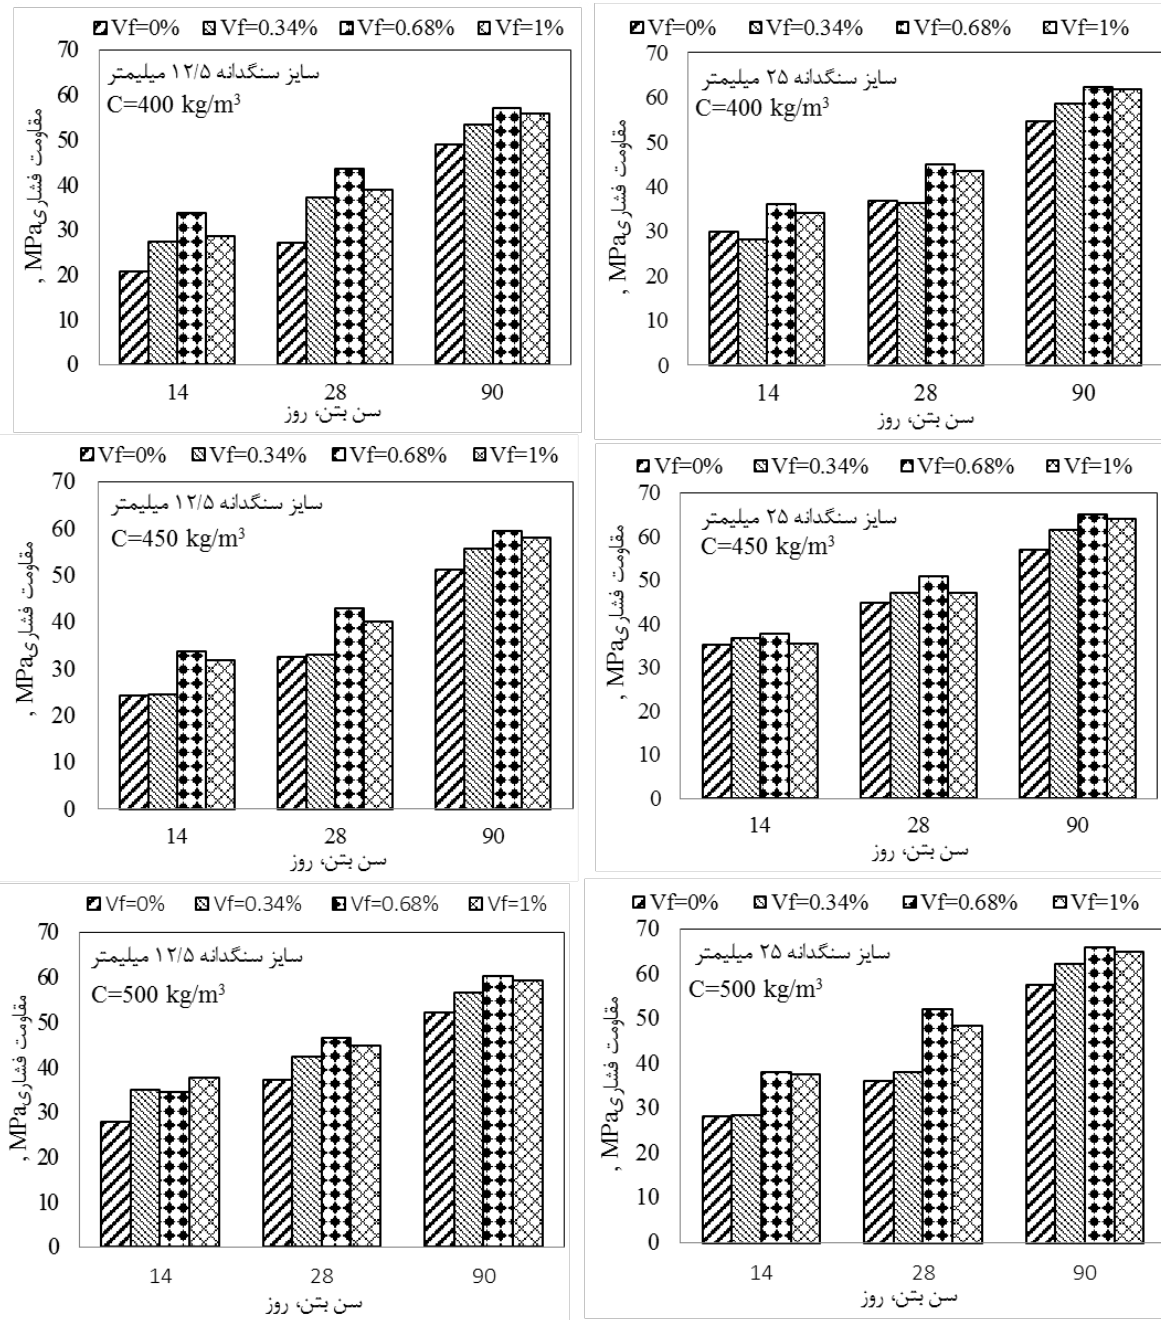 Vf=0% Vf=0.34% Vf=0.68% Vf=1%
سایز سنگدانه ۱۲/۵ میلیمتر
C=400 kg/m³
مقاومت فشاری, MPa
70
60
50
40
30
20
10
0
14 28 90
سن بتن، روز
Vf=0% Vf=0.34% Vf=0.68% Vf=1%
سایز سنگدانه ۲۵ میلیمتر
C=400 kg/m³
مقاومت فشاری, MPa
70
60
50
40
30
20
10
0
14 28 90
سن بتن، روز
Vf=0% Vf=0.34% Vf=0.68% Vf=1%
سایز سنگدانه ۱۲/۵ میلیمتر
C=450 kg/m³
مقاومت فشاری, MPa
70
60
50
40
30
20
10
0
14 28 90
سن بتن، روز
Vf=0% Vf=0.34% Vf=0.68% Vf=1%
سایز سنگدانه ۲۵ میلیمتر
C=450 kg/m³
مقاومت فشاری, MPa
70
60
50
40
30
20
10
0
14 28 90
سن بتن، روز
Vf=0% Vf=0.34% Vf=0.68% Vf=1%
سایز سنگدانه ۱۲/۵ میلیمتر
C=500 kg/m³
مقاومت فشاری, MPa
70
60
50
40
30
20
10
0
14 28 90
سن بتن، روز
Vf=0% Vf=0.34% Vf=0.68% Vf=1%
سایز سنگدانه ۲۵ میلیمتر
C=500 kg/m³
مقاومت فشاری, MPa
70
60
50
40
30
20
10
0
14 28 90
سن بتن، روز